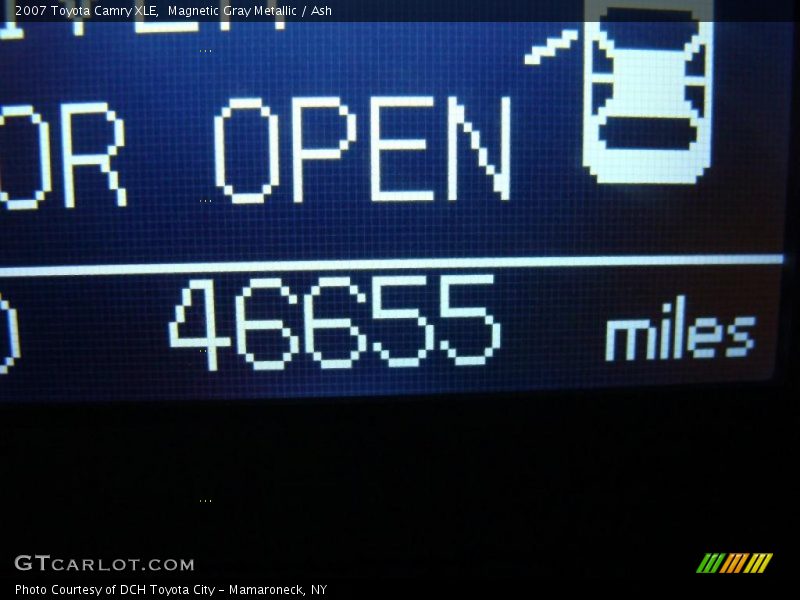 2007 Toyota Camry XLE,  Magnetic Gray Metallic / Ash
OR OPEN
46655 miles
GTCARLOT.COM
Photo Courtesy of DCH Toyota City - Mamaroneck, NY